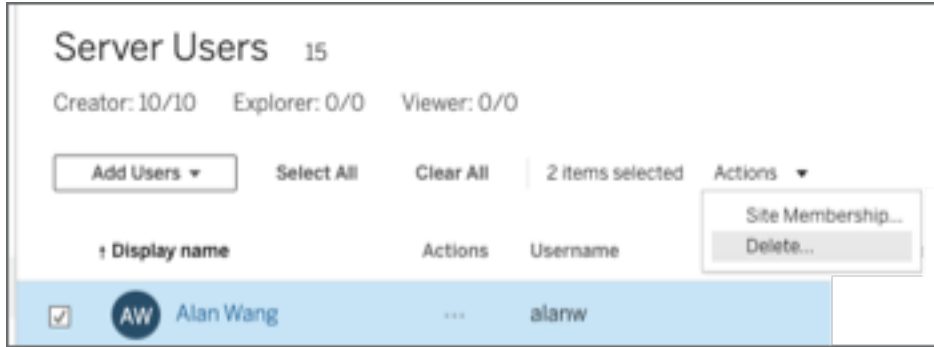 Server Users 15
Creator: 10/10 Explorer: 0/0 Viewer: 0/0
Add Users Select All Clear All 2 items selected Actions
Site Membership...
Delete...
↑ Display name Actions Username
AW Alan Wang ... alanw